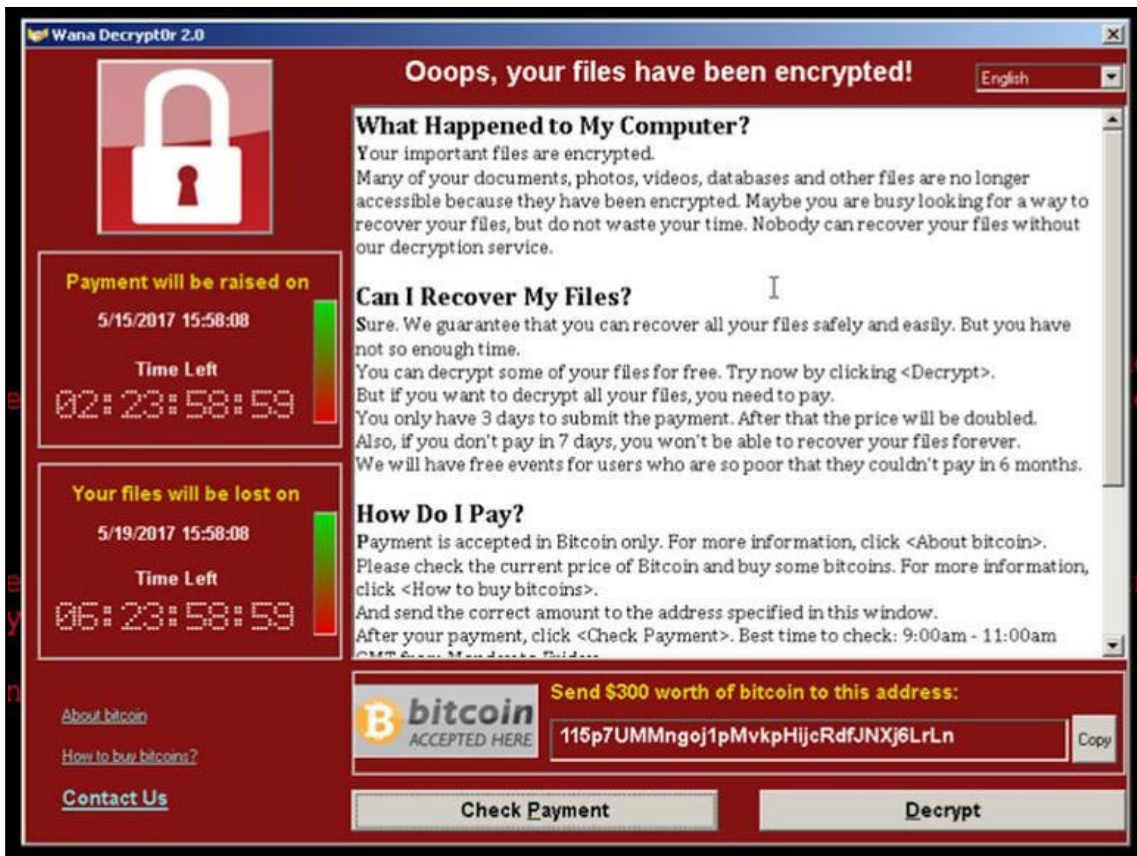 Wana Decrypt0r 2.0
Ooops, your files have been encrypted!
English
What Happened to My Computer?
Your important files are encrypted.
Many of your documents, photos, videos, databases and other files are no longer
accessible because they have been encrypted. Maybe you are busy looking for a way to
recover your files, but do not waste your time. Nobody can recover your files without
our decryption service.
Can I Recover My Files?
Sure. We guarantee that you can recover all your files safely and easily. But you have
not so enough time.
You can decrypt some of your files for free. Try now by clicking <Decrypt>.
But if you want to decrypt all your files, you need to pay.
You only have 3 days to submit the payment. After that the price will be doubled.
Also, if you don't pay in 7 days, you won't be able to recover your files forever.
We will have free events for users who are so poor that they couldn't pay in 6 months.
How Do I Pay?
Payment is accepted in Bitcoin only. For more information, click <About bitcoin>.
Please check the current price of Bitcoin and buy some bitcoins. For more information,
click <How to buy bitcoins>.
And send the correct amount to the address specified in this window.
After your payment, click <Check Payment>. Best time to check: 9:00am - 11:00am
GMT from Monday to Friday
Payment will be raised on
5/15/2017 15:58:08
Time Left
02:23:58:59
Your files will be lost on
5/19/2017 15:58:08
Time Left
06:23:58:59
About bitcoin
How to buy bitcoins?
Contact Us
bitcoin
ACCEPTED HERE
Send $300 worth of bitcoin to this address:
115p7UMMngoj1pMvkpHijcRdfJNXj6LrLn
Copy
Check Payment
Decrypt